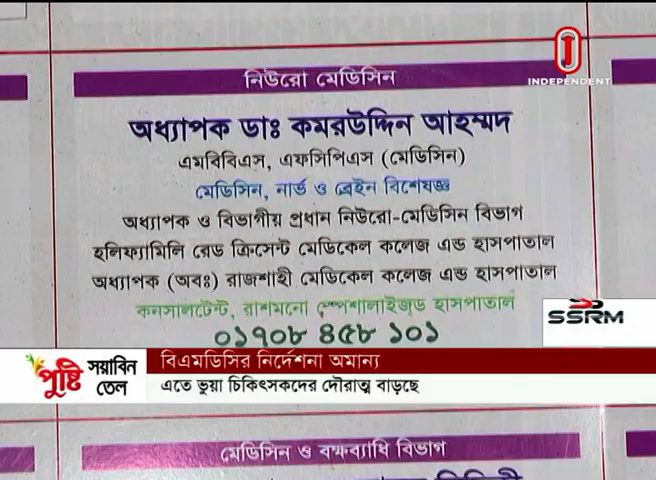 INDEPENDENT
নিউরো মেডিসিন
অধ্যাপক ডাঃ কমরউদ্দিন আহম্মদ
এমবিবিএস, এফসিপিএস (মেডিসিন)
মেডিসিন, নার্ভ ও ব্রেইন বিশেষজ্ঞ
অধ্যাপক ও বিভাগীয় প্রধান নিউরো-মেডিসিন বিভাগ
হলিফ্যামিলি রেড ক্রিসেন্ট মেডিকেল কলেজ এন্ড হাসপাতাল
অধ্যাপক (অবঃ) রাজশাহী মেডিকেল কলেজ এন্ড হাসপাতাল
কনসালটেন্ট, রাশমনো স্পেশালাইজড হাসপাতাল
SSRM
০১৭০৮ ৪৫৮ ১০১
পুষ্টি সয়াবিন তেল
বিএমডিসির নির্দেশনা অমান্য
এতে ভুয়া চিকিৎসকদের দৌরাত্ম বাড়ছে
মেডিসিন ও বক্ষব্যাধি বিভাগ